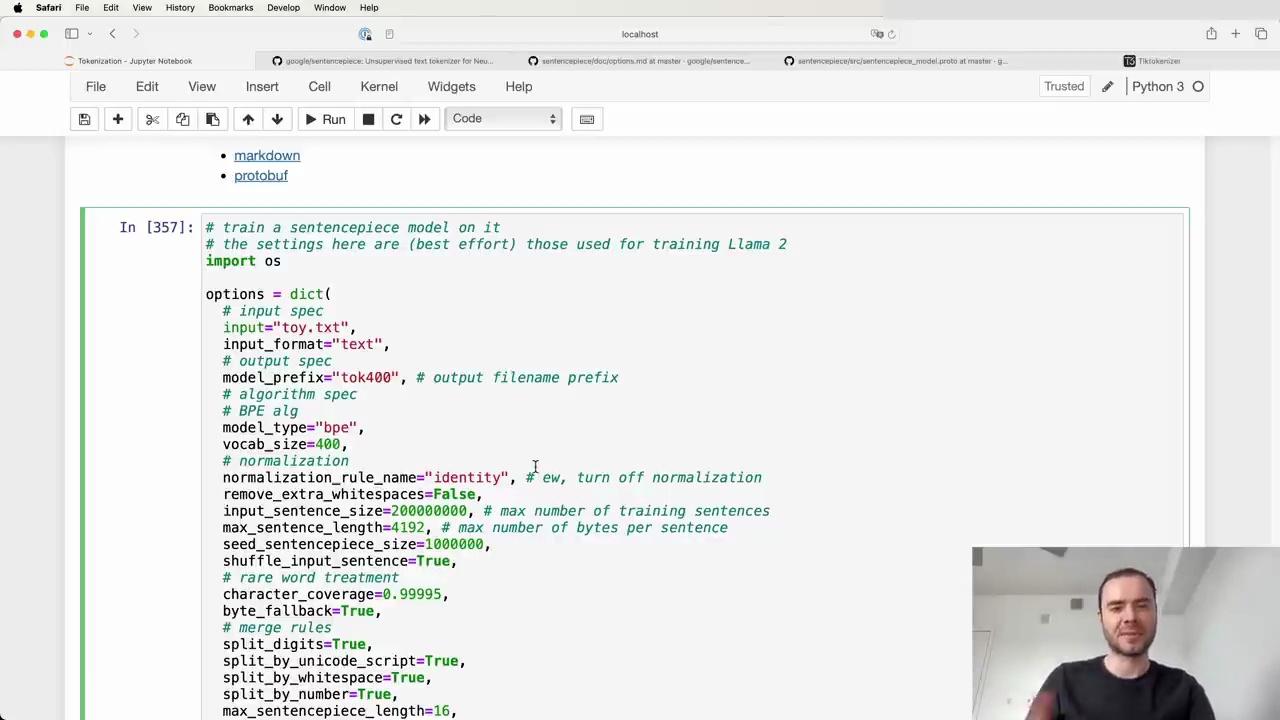 Safari File Edit View History Bookmarks Develop Window Help
localhost
Tokenization - Jupyter Notebook
google/sentencepiece: Unsupervised text tokenizer for Neu...
sentencepiece/doc/options.md at master · google/sentence...
sentencepiece/src/sentencepiece_model.proto at master · g...
Tiktokenizer
File Edit View Insert Cell Kernel Widgets Help
Trusted
Python 3
Run
Code
markdown
protobuf
In [357]:
# train a sentencepiece model on it
# the settings here are (best effort) those used for training Llama 2
import os
options = dict(
# input spec
input="toy.txt",
input_format="text",
# output spec
model_prefix="tok400", # output filename prefix
# algorithm spec
# BPE alg
model_type="bpe",
vocab_size=400,
# normalization
normalization_rule_name="identity", # ew, turn off normalization
remove_extra_whitespaces=False,
input_sentence_size=200000000, # max number of training sentences
max_sentence_length=4192, # max number of bytes per sentence
seed_sentencepiece_size=1000000,
shuffle_input_sentence=True,
# rare word treatment
character_coverage=0.99995,
byte_fallback=True,
# merge rules
split_digits=True,
split_by_unicode_script=True,
split_by_whitespace=True,
split_by_number=True,
max_sentencepiece_length=16,